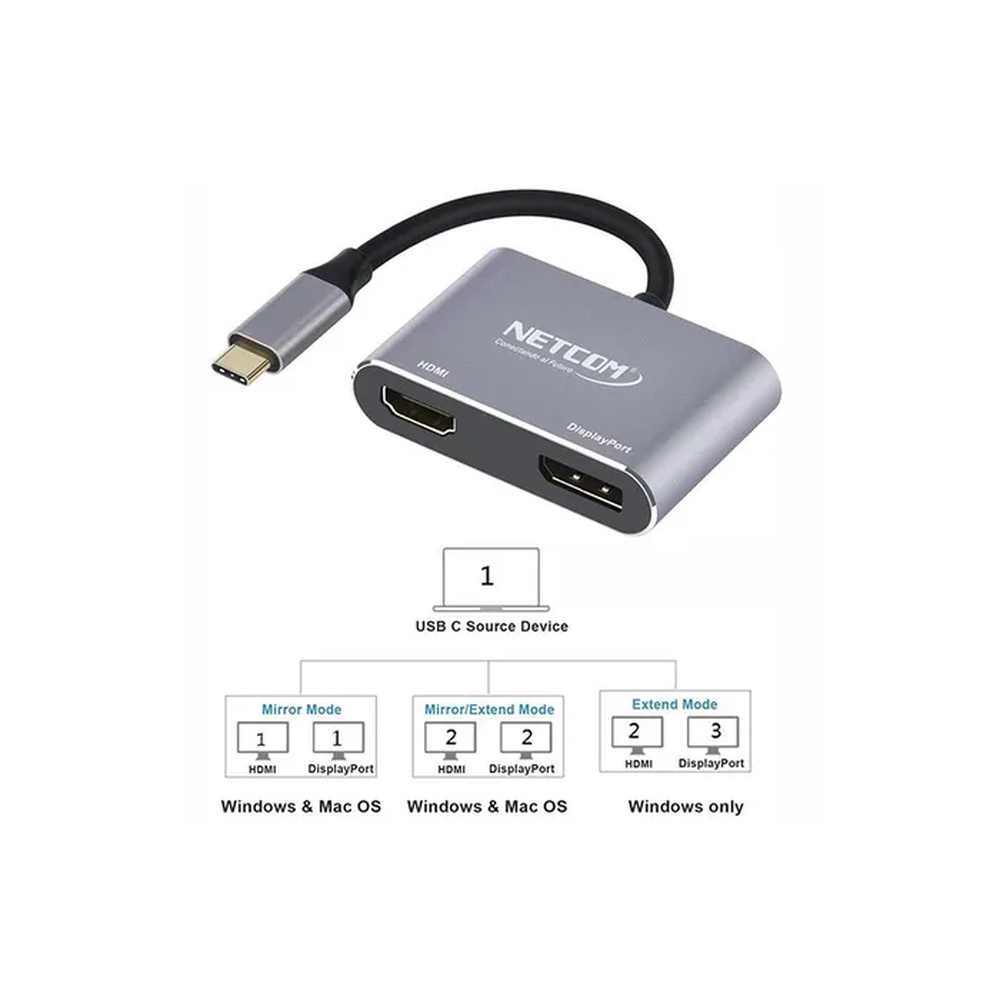 NETCOM®
Conectando al Futuro
HDMI
DisplayPort
1
USB C Source Device
Mirror Mode
1 1
HDMI DisplayPort
Windows & Mac OS
Mirror/Extend Mode
2 2
HDMI DisplayPort
Windows & Mac OS
Extend Mode
2 3
HDMI DisplayPort
Windows only